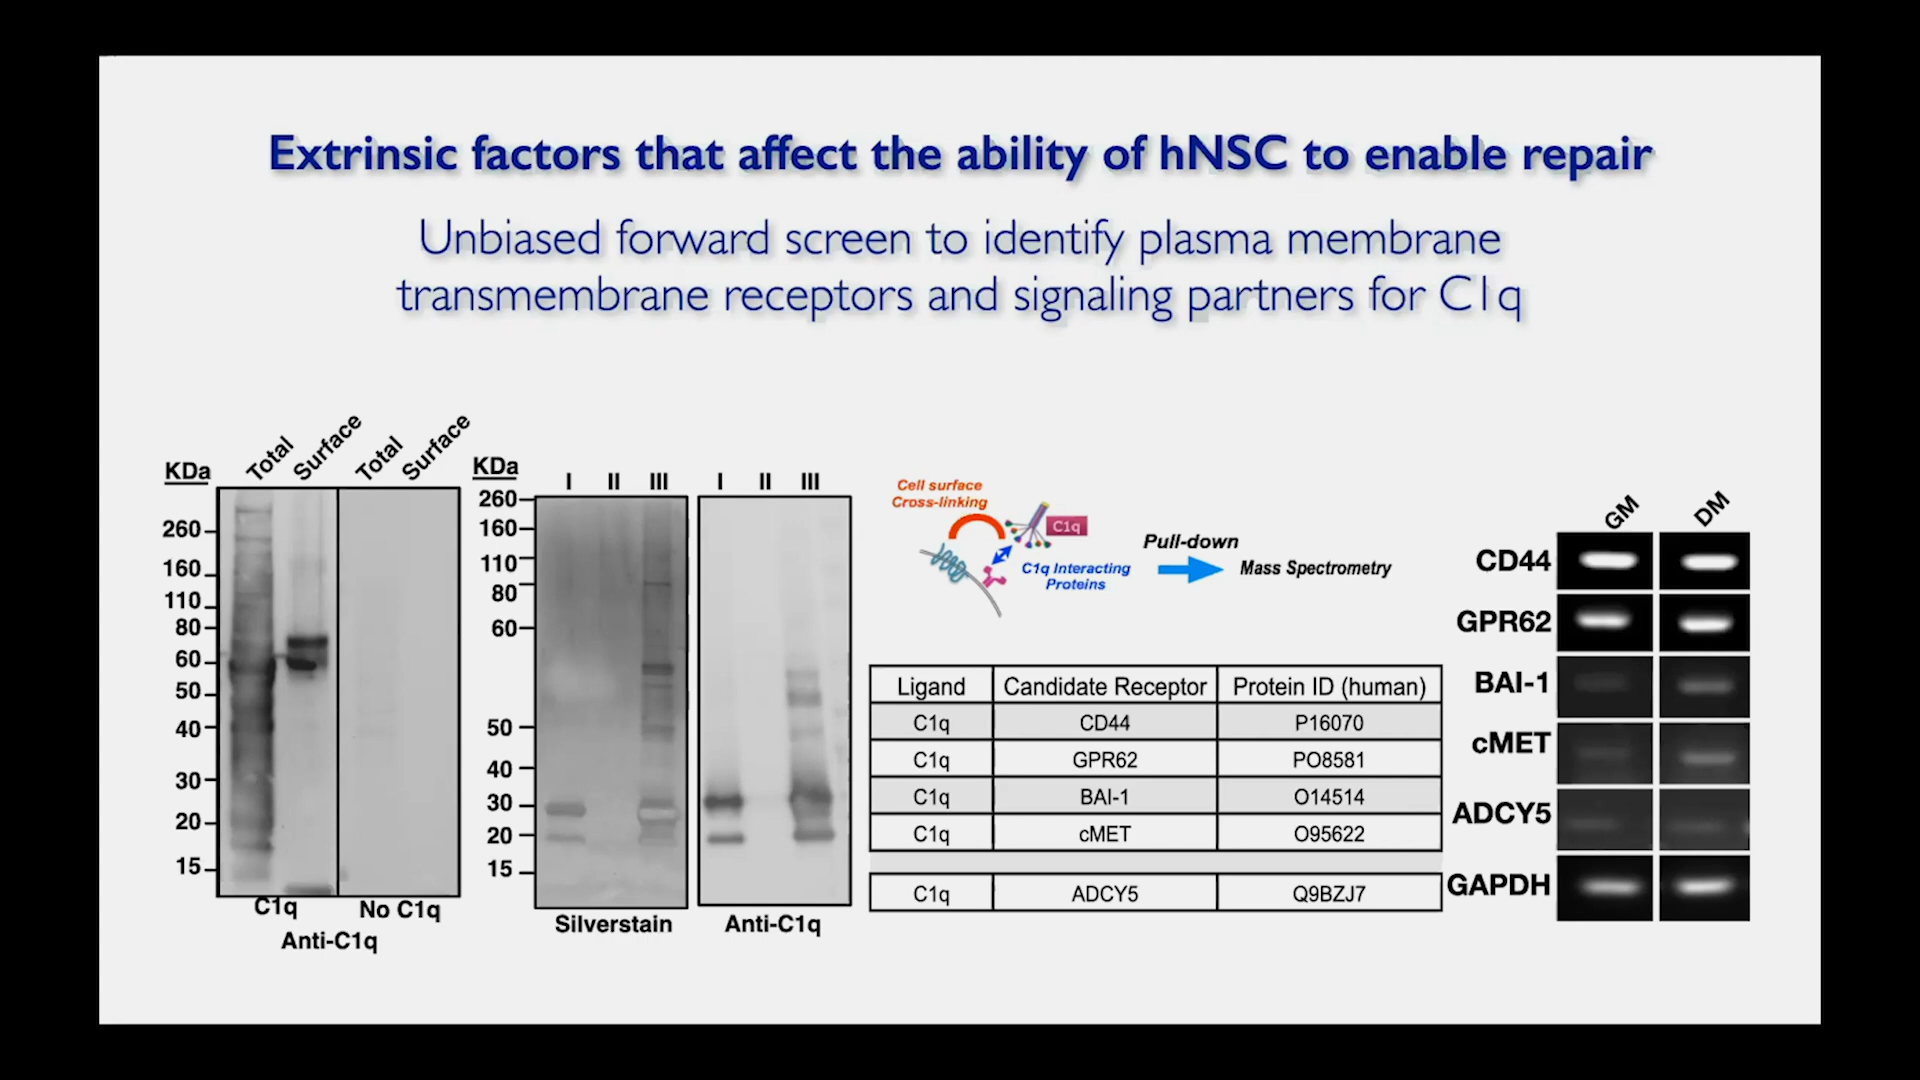 Extrinsic factors that affect the ability of hNSC to enable repair
Unbiased forward screen to identify plasma membrane
transmembrane receptors and signaling partners for C1q
KDa
Total
Surface
Total
Surface
260
160
110
80
60
50
40
30
20
15
C1q
No C1q
Anti-C1q
KDa
I II III
I II III
260
160
110
80
60
50
40
30
20
15
Silverstain
Anti-C1q
Cell surface
Cross-linking
C1q
C1q Interacting
Proteins
Pull-down
Mass Spectrometry
Ligand Candidate Receptor Protein ID (human)
C1q CD44 P16070
C1q GPR62 PO8581
C1q BAI-1 O14514
C1q cMET O95622
C1q ADCY5 Q9BZJ7
GM DM
CD44
GPR62
BAI-1
cMET
ADCY5
GAPDH